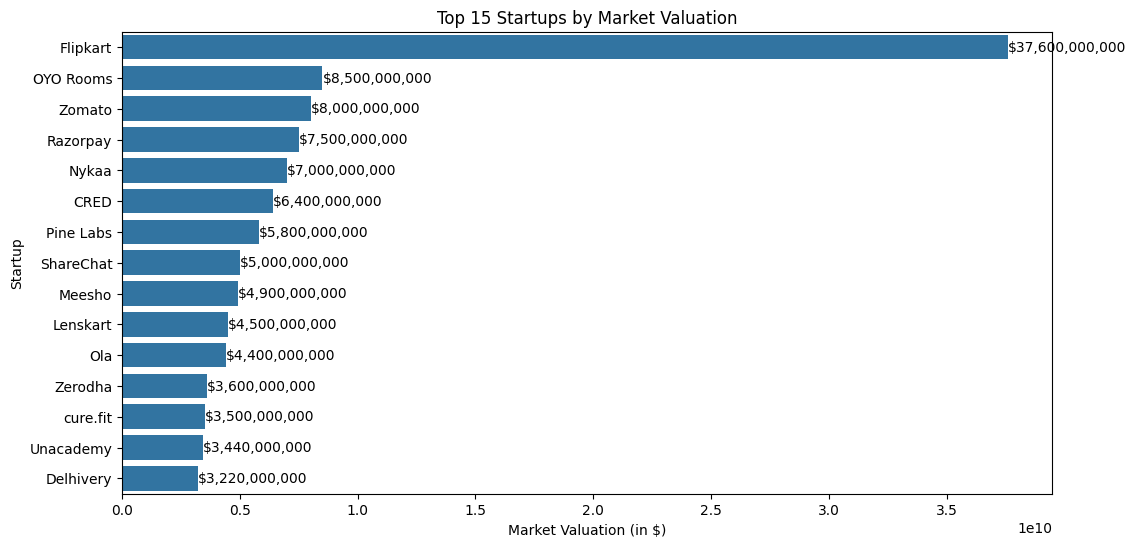 Top 15 Startups by Market Valuation
Startup
Flipkart $37,600,000,000
OYO Rooms $8,500,000,000
Zomato $8,000,000,000
Razorpay $7,500,000,000
Nykaa $7,000,000,000
CRED $6,400,000,000
Pine Labs $5,800,000,000
ShareChat $5,000,000,000
Meesho $4,900,000,000
Lenskart $4,500,000,000
Ola $4,400,000,000
Zerodha $3,600,000,000
cure.fit $3,500,000,000
Unacademy $3,440,000,000
Delhivery $3,220,000,000
0.0 0.5 1.0 1.5 2.0 2.5 3.0 3.5
1e10
Market Valuation (in $)